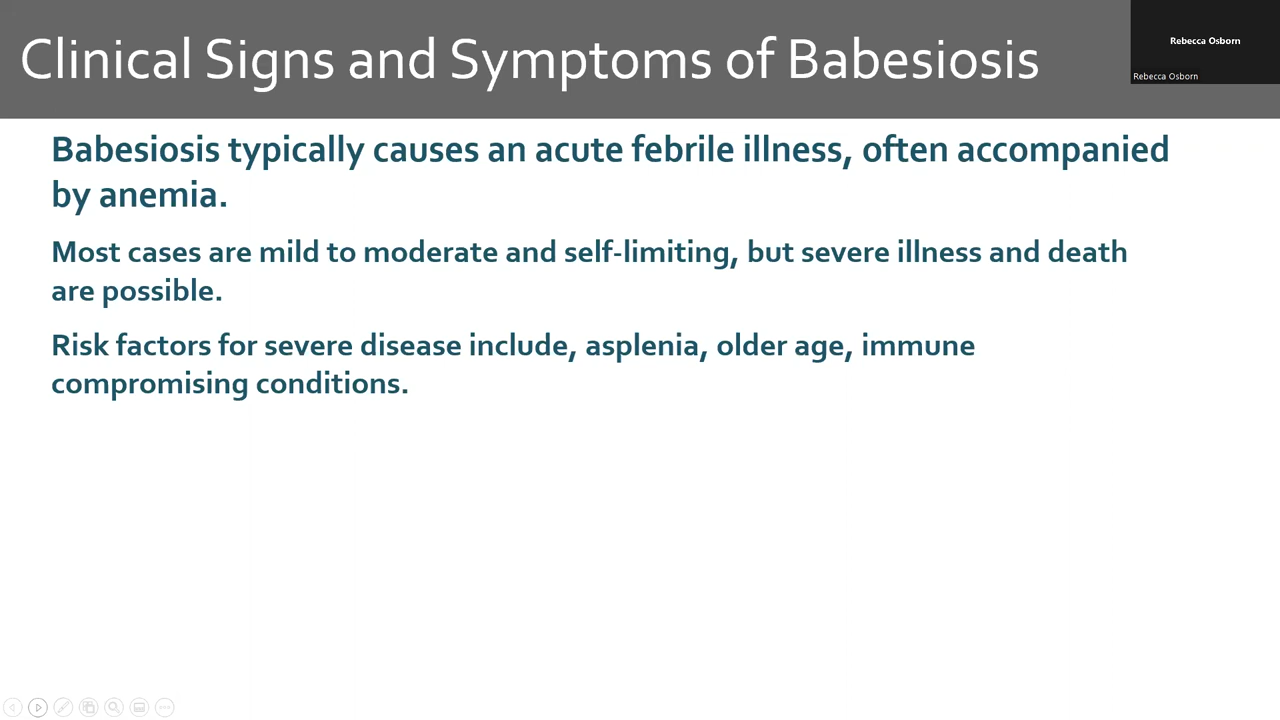 Clinical Signs and Symptoms of Babesiosis
Rebecca Osborn
Rebecca Osborn
Babesiosis typically causes an acute febrile illness, often accompanied
by anemia.
Most cases are mild to moderate and self-limiting, but severe illness and death
are possible.
Risk factors for severe disease include, asplenia, older age, immune
compromising conditions.